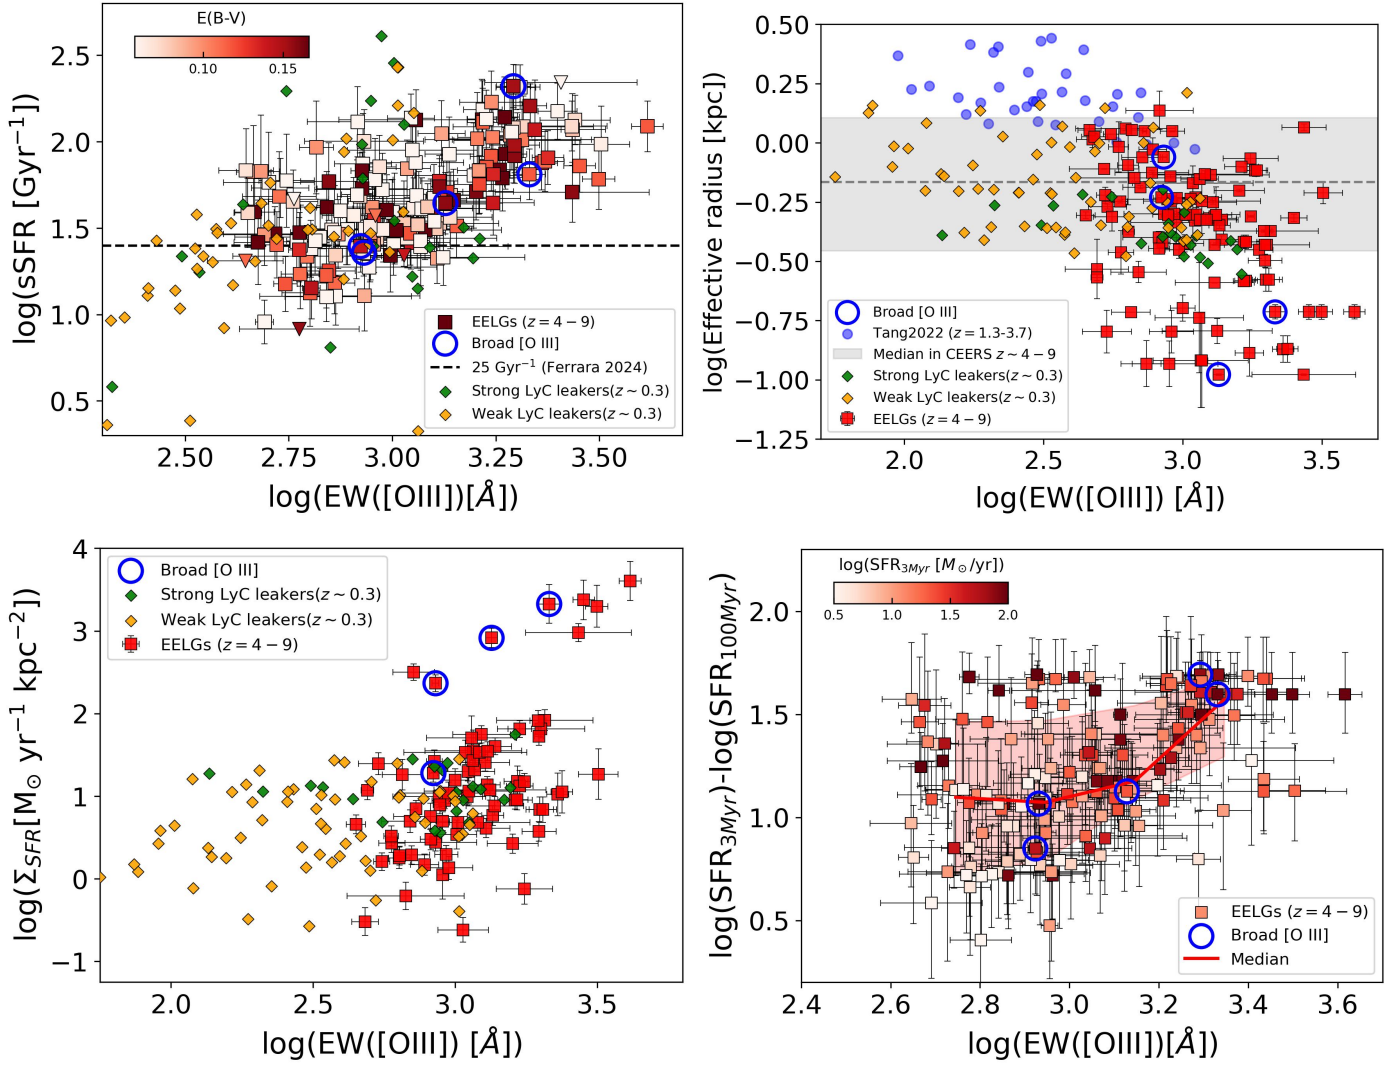 E(B-V)
0.10 0.15
2.5
2.0
1.5
1.0
0.5
log(sSFR [Gyr⁻¹])
EELGs (z = 4 − 9)
Broad [O III]
25 Gyr⁻¹ (Ferrara 2024)
Strong LyC leakers(z ~ 0.3)
Weak LyC leakers(z ~ 0.3)
2.50 2.75 3.00 3.25 3.50
log(EW([OIII])[Å])
0.50
0.25
0.00
−0.25
−0.50
−0.75
−1.00
−1.25
log(Effective radius) [kpc]
Broad [O III]
Tang2022 (z = 1.3-3.7)
Median in CEERS z ~ 4 − 9
Strong LyC leakers(z ~ 0.3)
Weak LyC leakers(z ~ 0.3)
EELGs (z = 4 − 9)
2.0 2.5 3.0 3.5
log(EW([OIII]) [Å])
4
3
2
1
0
−1
log(Σ_SFR[M⊙ yr⁻¹ kpc⁻²])
Broad [O III]
Strong LyC leakers(z ~ 0.3)
Weak LyC leakers(z ~ 0.3)
EELGs (z = 4 − 9)
2.0 2.5 3.0 3.5
log(EW([OIII]) [Å])
log(SFR₃Myr [M⊙/yr])
0.5 1.0 1.5 2.0
2.0
1.5
1.0
0.5
log(SFR₃Myr)-log(SFR₁₀₀Myr)
EELGs (z = 4 − 9)
Broad [O III]
Median
2.4 2.6 2.8 3.0 3.2 3.4 3.6
log(EW([OIII])[Å])